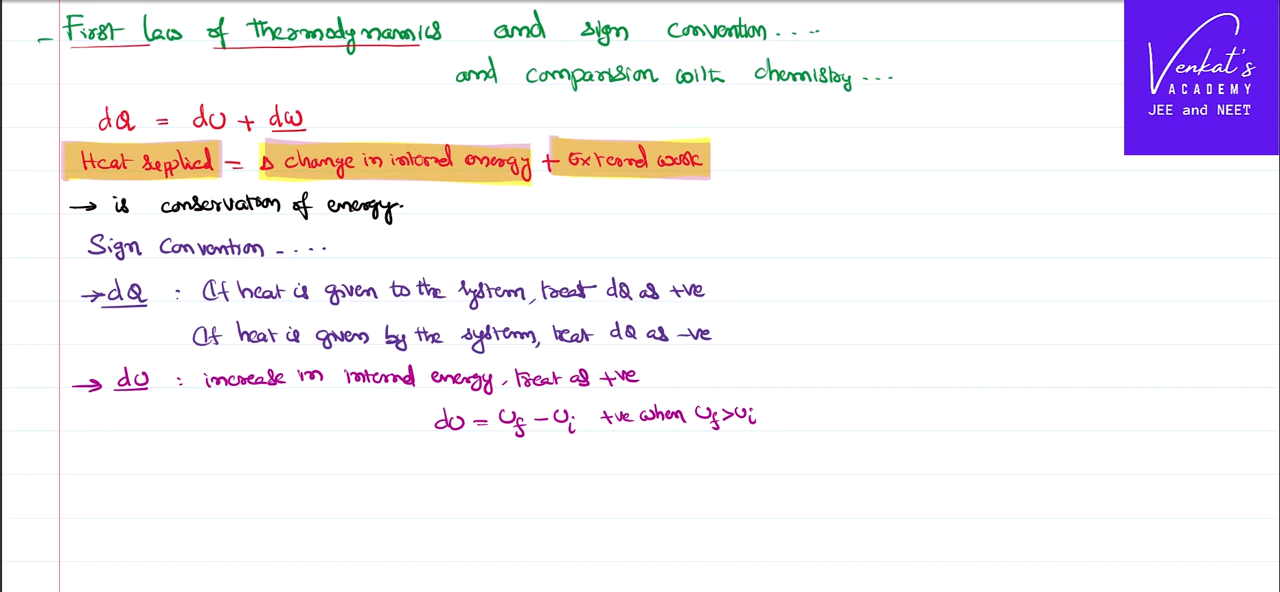 - First law of thermodynamics and sign convention....
and comparision with chemistry...
Venkat's
ACADEMY
JEE and NEET
dQ = dU + dw
Heat supplied = Δ change in internal energy + External work
→ is conservation of energy.
Sign Convention -....
→ dQ : If heat is given to the system, treat dQ as +ve
If heat is given by the system, treat dQ as -ve
→ dU : increase in internal energy, treat as +ve
dU = Uf - Ui +ve when Uf > Ui